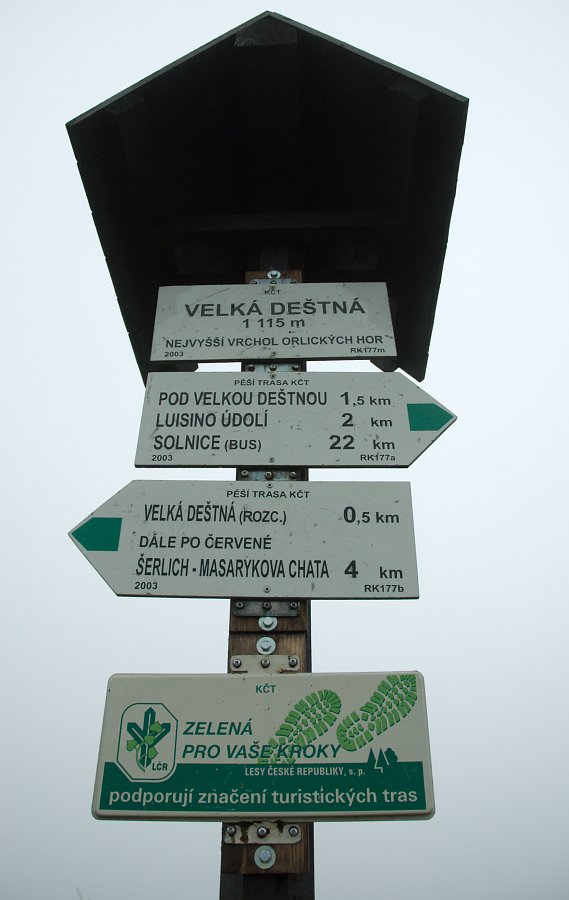 KČT
VELKÁ DEŠTNÁ
1 115 m
NEJVYŠŠÍ VRCHOL ORLICKÝCH HOR
2003 RK177m
PĚŠÍ TRASA KČT
POD VELKOU DEŠTNOU 1,5 km
LUISINO ÚDOLÍ 2 km
SOLNICE (BUS) 22 km
2003 RK177a
PĚŠÍ TRASA KČT
VELKÁ DEŠTNÁ (ROZC.) 0,5 km
DÁLE PO ČERVENÉ
ŠERLICH - MASARYKOVA CHATA 4 km
2003 RK177b
KČT
ZELENÁ
PRO VAŠE KRÓKY
LČR
LESY ČESKÉ REPUBLIKY, s. p.
podporují značení turistických tras